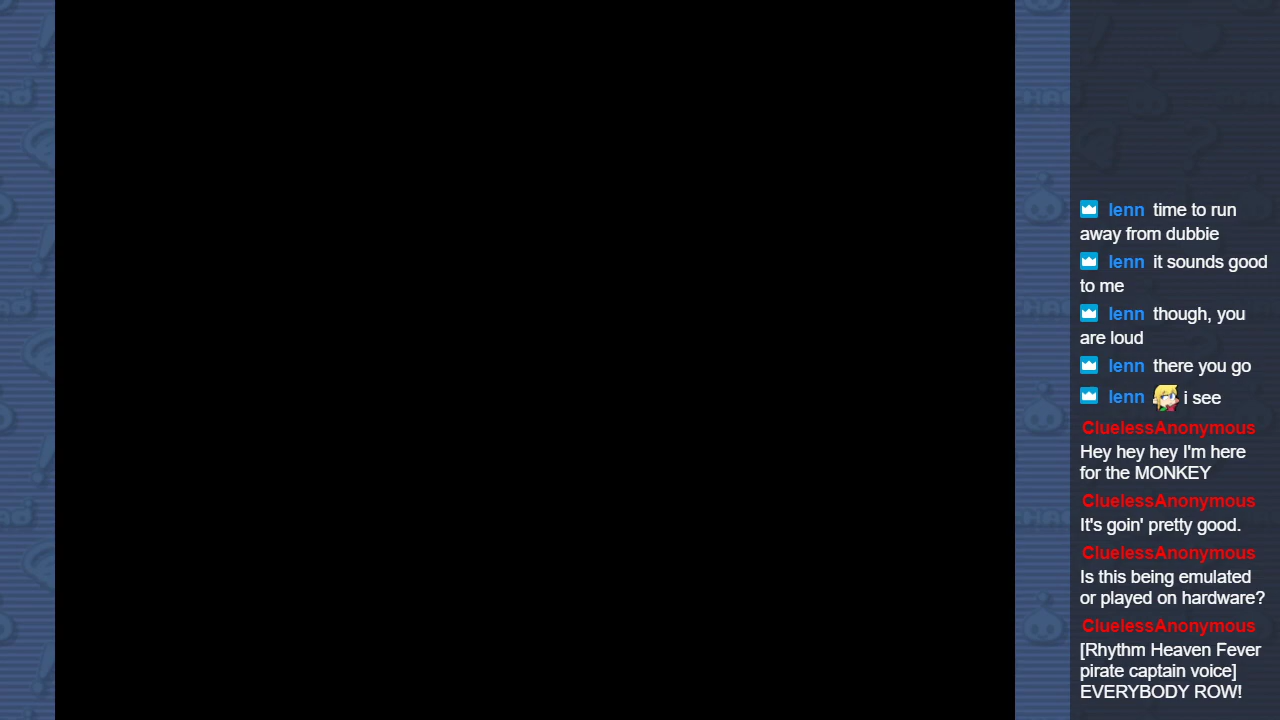 lenn time to run
away from dubbie
lenn it sounds good
to me
lenn though, you
are loud
lenn there you go
lenn i see
CluelessAnonymous
Hey hey hey I'm here
for the MONKEY
CluelessAnonymous
It's goin' pretty good.
CluelessAnonymous
Is this being emulated
or played on hardware?
CluelessAnonymous
[Rhythm Heaven Fever
pirate captain voice]
EVERYBODY ROW!